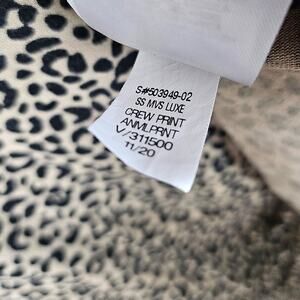 S#503949-02
SS MVS LUXE
CREW PRINT
ANMLPRNT
V/311500
11/20